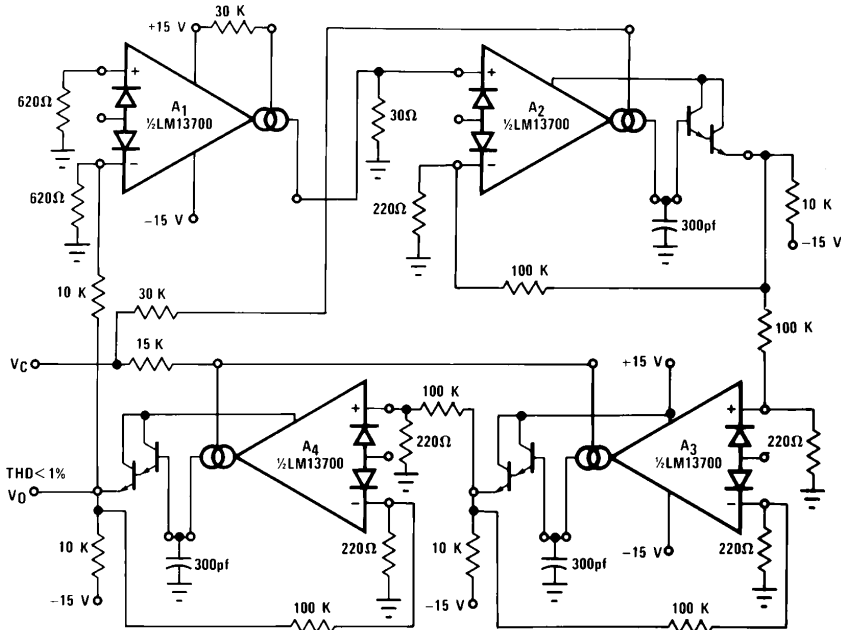 30 K
+15 V
620Ω
+
A1
½LM13700
−
620Ω
−15 V
30Ω
+
A2
½LM13700
−
220Ω
300pf
10 K
−15 V
10 K
30 K
100 K
100 K
VC
15 K
+15 V
100 K
+
A4
½LM13700
−
220Ω
+
A3
½LM13700
−
220Ω
THD<1%
VO
10 K
−15 V
300pf
220Ω
10 K
−15 V
300pf
−15 V
220Ω
100 K
100 K